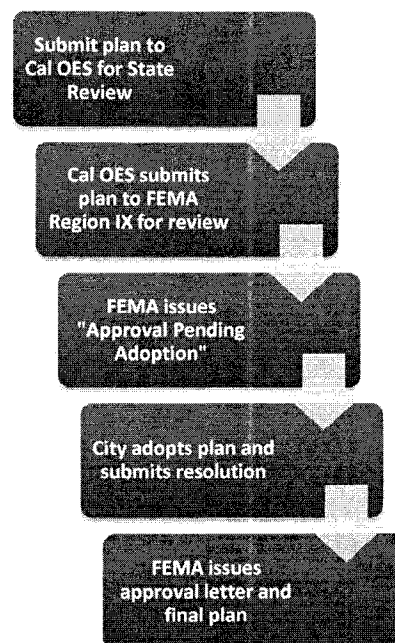 Submit plan to
Cal OES for State
Review
Cal OES submits
plan to FEMA
Region IX for review
FEMA issues
"Approval Pending
Adoption"
City adopts plan and
submits resolution
FEMA issues
approval letter and
final plan